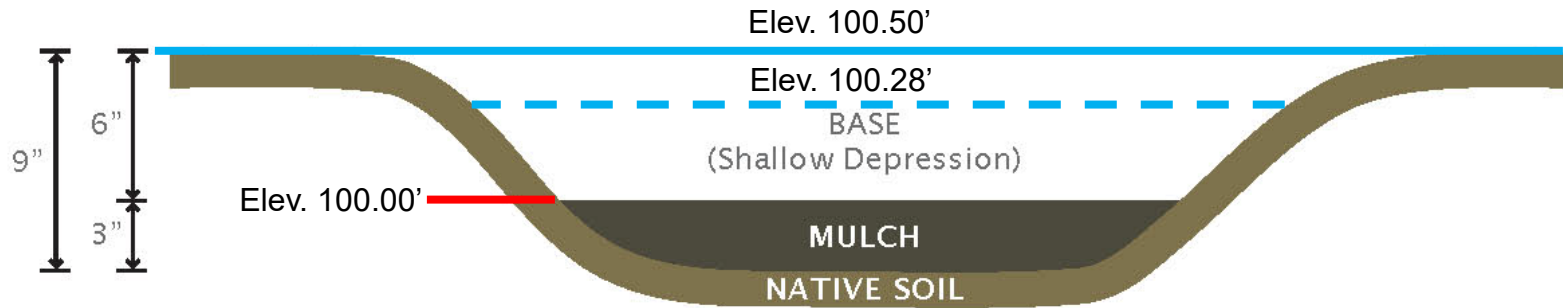 Elev. 100.50’
Elev. 100.28’
6”
BASE
9”
(Shallow Depression)
Elev. 100.00’
3”
MULCH
NATIVE SOIL